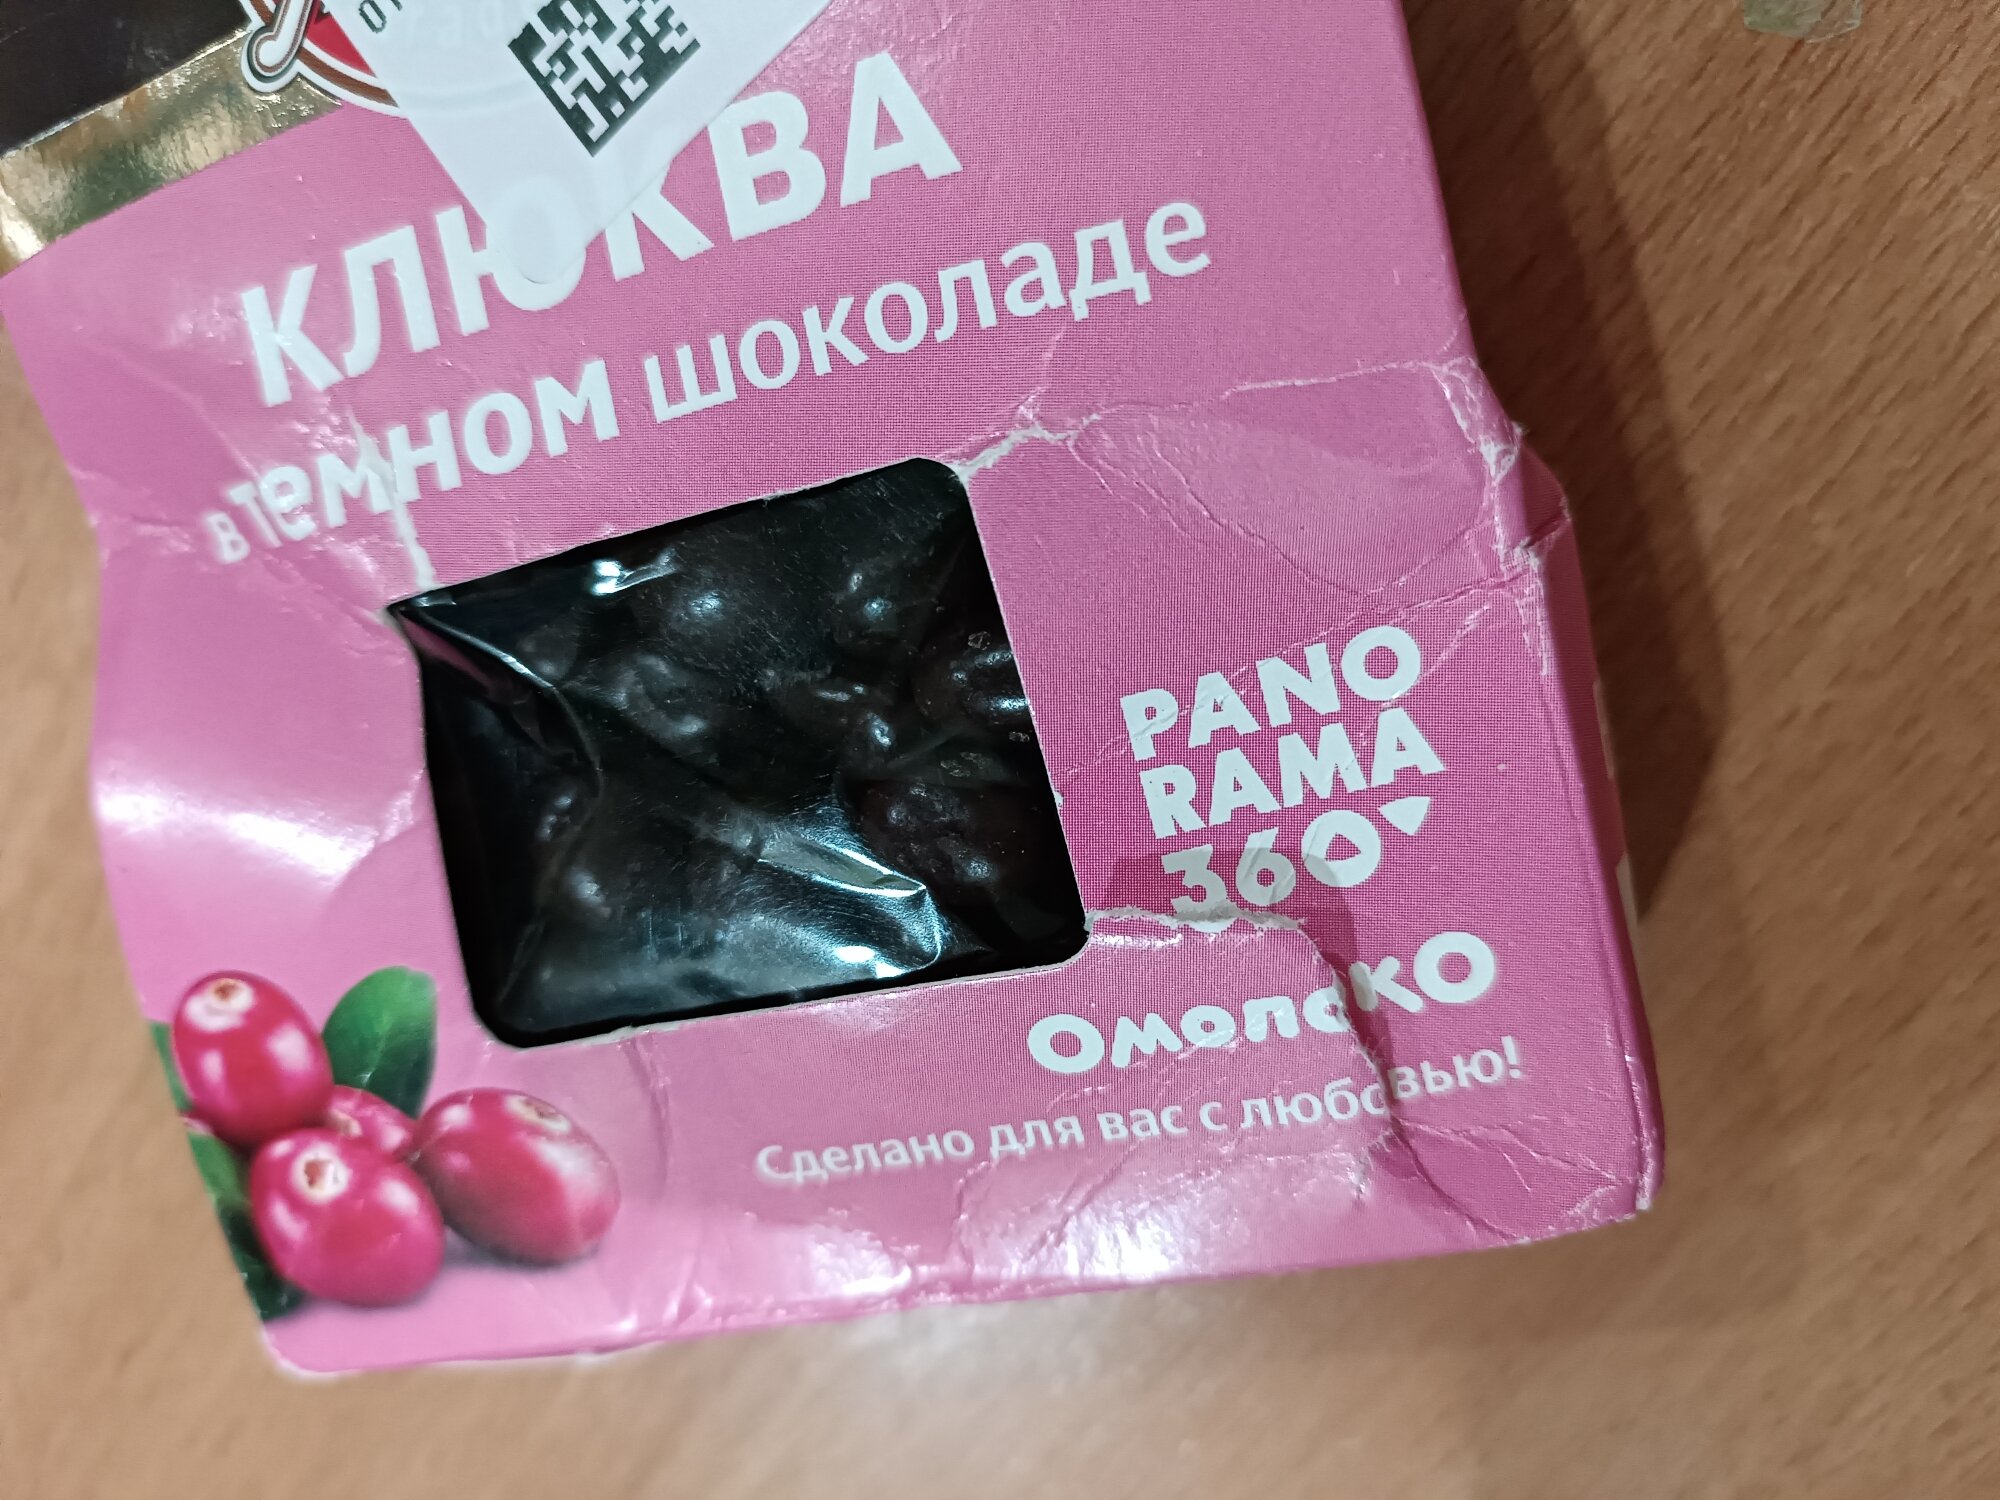 КЛЮКВА
в темном шоколаде
PANO
RAMA
360
Омолоко
Сделано для вас с любовью!